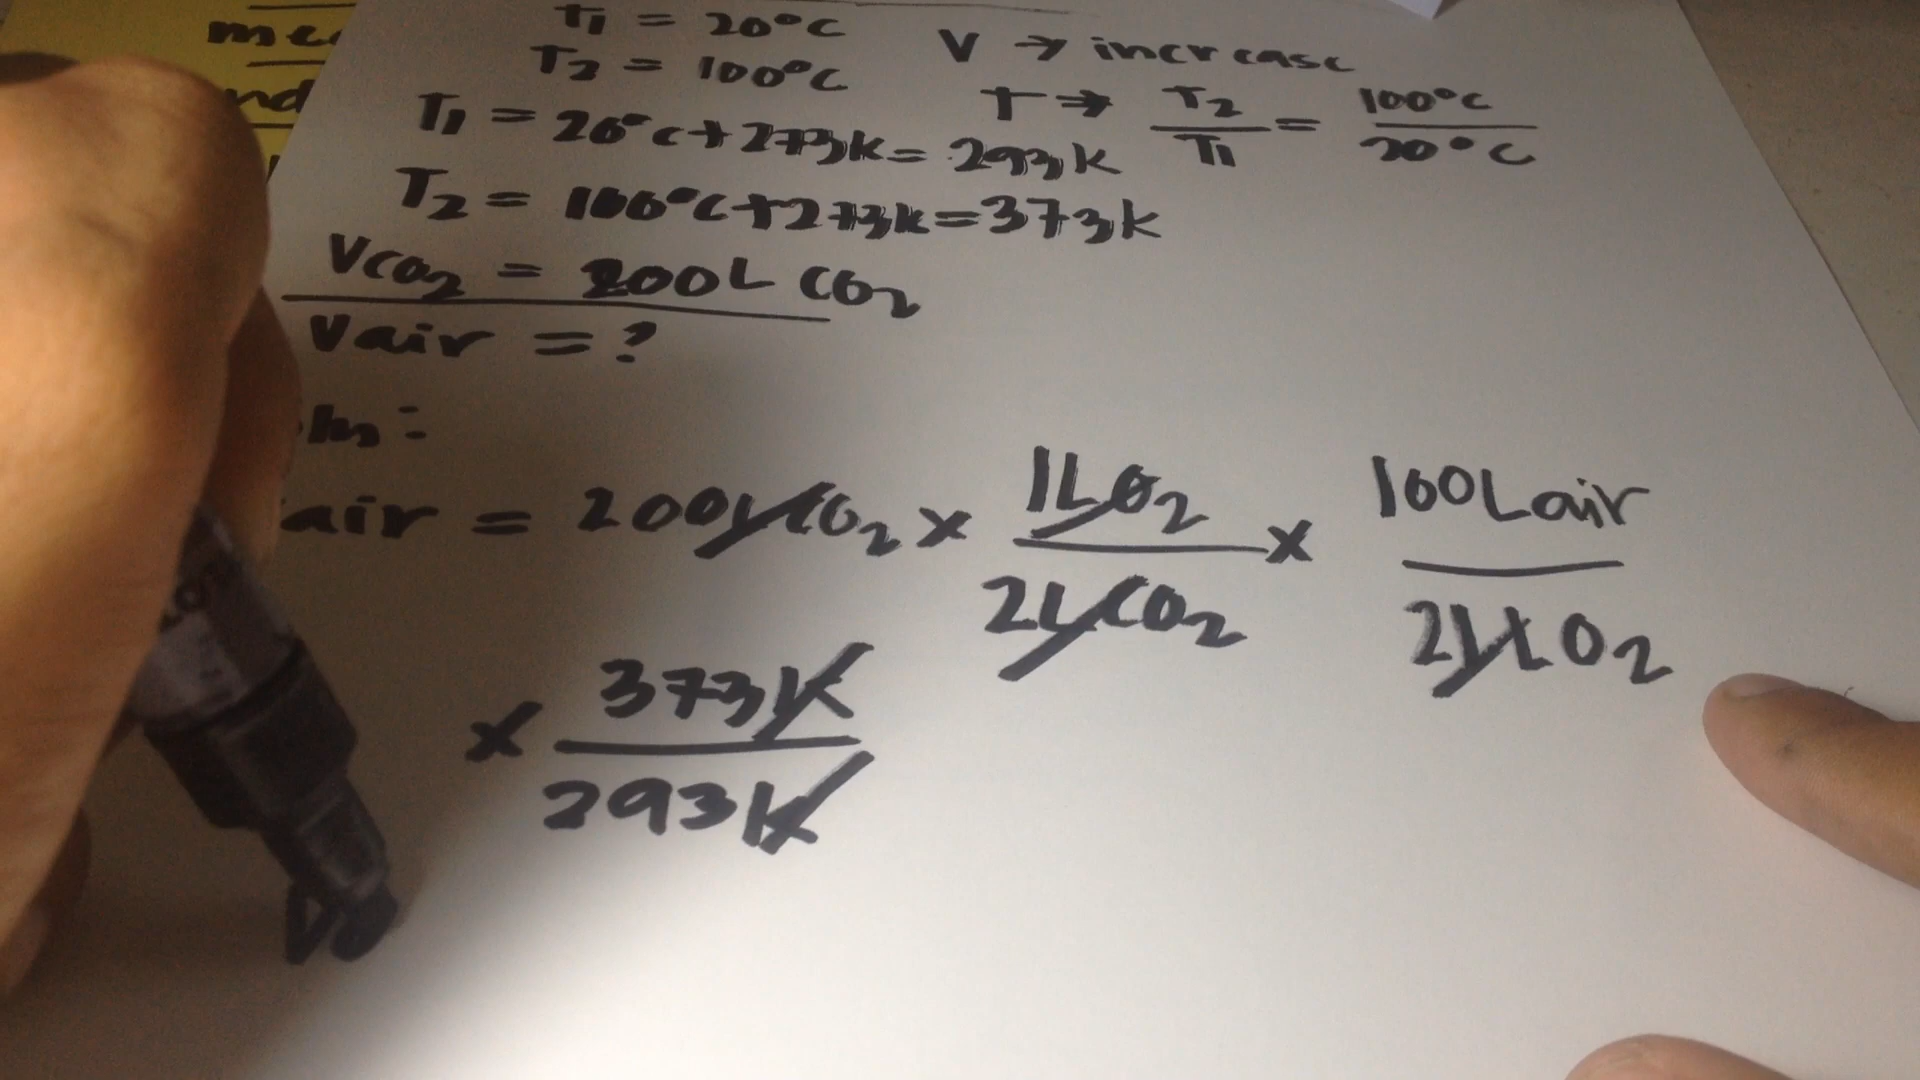 T₁ = 20°C
T₂ = 100°C
V → increase
T₁ = 20°C + 273K = 293K
T → T₂/T₁ = 100°C/20°C
T₂ = 100°C + 273K = 373K
VCO₂ = 200L CO₂
Vair = ?
air = 200L CO₂ × 1L O₂/2L CO₂ × 100L air/21L O₂
× 373K/293K